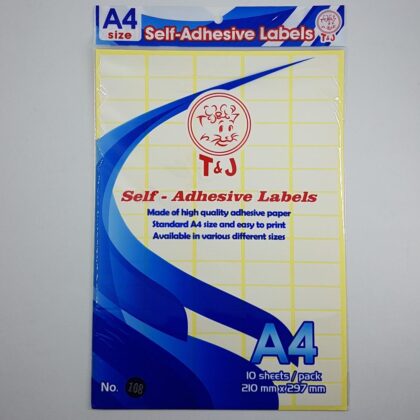 A4
size
Self-Adhesive Labels
T&J
T&J
Self - Adhesive Labels
Made of high quality adhesive paper
Standard A4 size and easy to print
Available in various different sizes
A4
10 sheets / pack
210 mm x 297 mm
No. 108